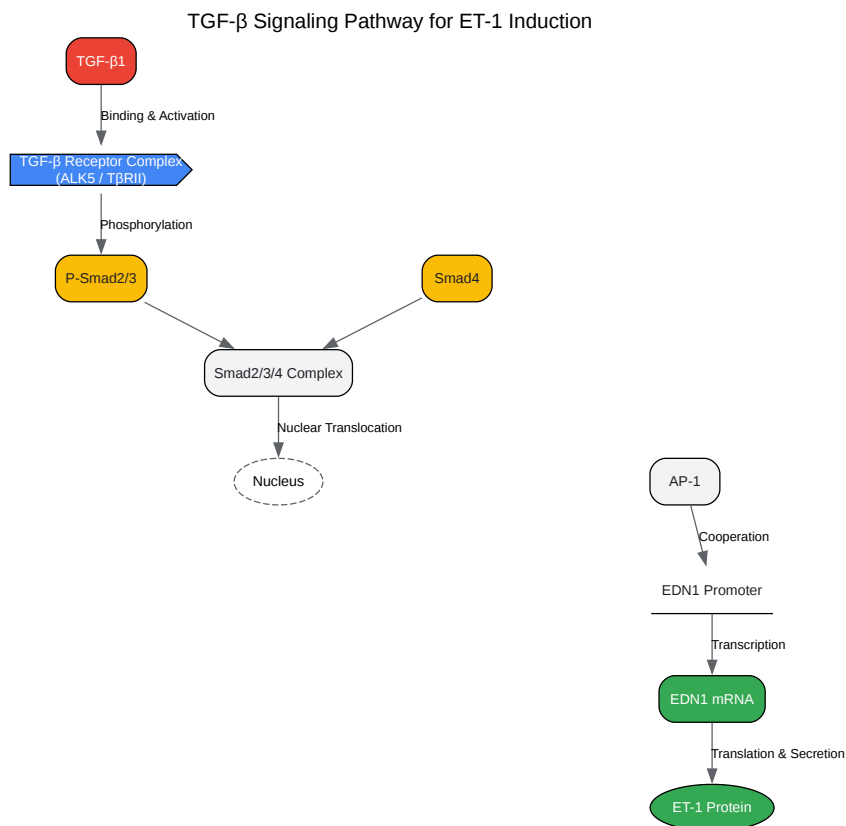 TGF-β Signaling Pathway for ET-1 Induction
TGF-β1
Binding & Activation
TGF-β Receptor Complex
(ALK5 / TβRII)
Phosphorylation
P-Smad2/3
Smad4
Smad2/3/4 Complex
Nuclear Translocation
Nucleus
AP-1
Cooperation
EDN1 Promoter
Transcription
EDN1 mRNA
Translation & Secretion
ET-1 Protein